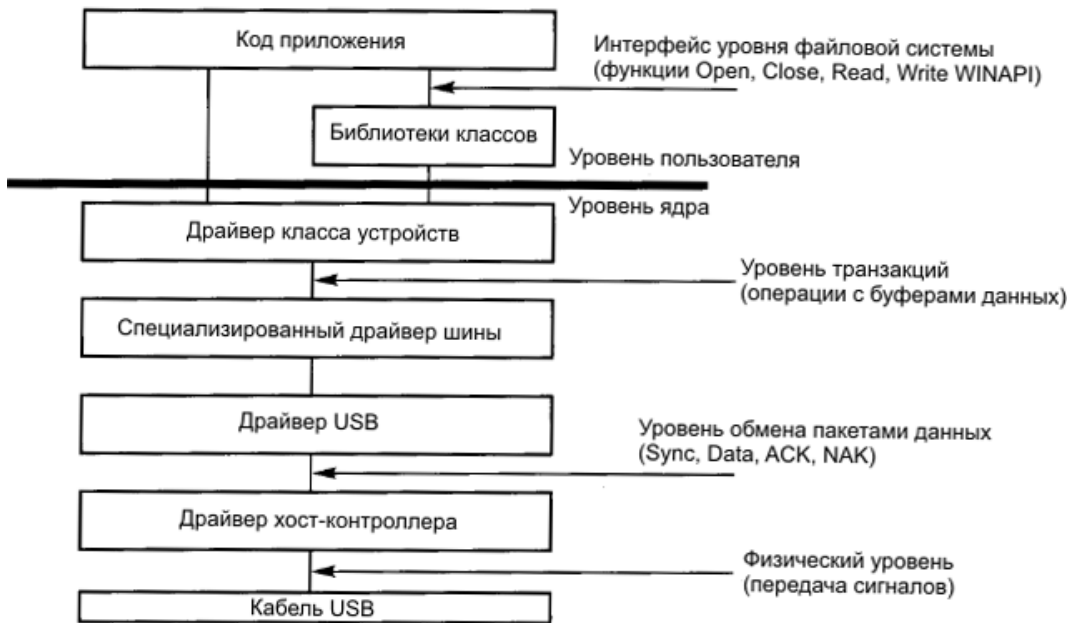 Код приложения
Интерфейс уровня файловой системы
(функции Open, Close, Read, Write WINAPI)
Библиотеки классов
Уровень пользователя
Уровень ядра
Драйвер класса устройств
Уровень транзакций
(операции с буферами данных)
Специализированный драйвер шины
Драйвер USB
Уровень обмена пакетами данных
(Sync, Data, ACK, NAK)
Драйвер хост-контроллера
Физический уровень
(передача сигналов)
Кабель USB